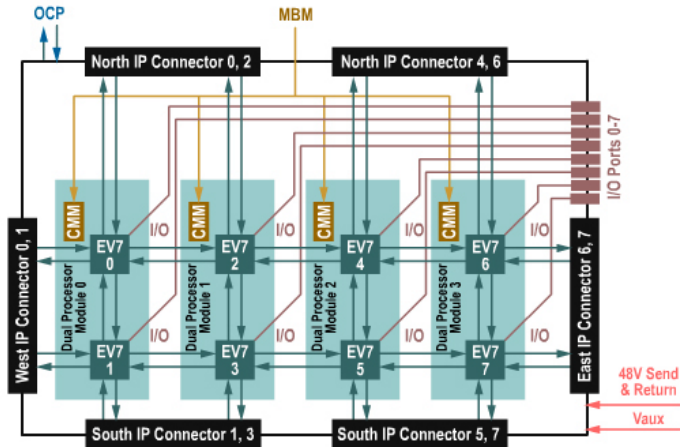 OCP
MBM
North IP Connector 0, 2
North IP Connector 4, 6
I/O Ports 0-7
CMM
CMM
CMM
CMM
I/O
I/O
I/O
I/O
EV7
0
EV7
2
EV7
4
EV7
6
West IP Connector 0, 1
Dual Processor
Module 0
Dual Processor
Module 1
Dual Processor
Module 2
Dual Processor
Module 3
East IP Connector 6, 7
I/O
I/O
I/O
I/O
EV7
1
EV7
3
EV7
5
EV7
7
48V Send
& Return
Vaux
South IP Connector 1, 3
South IP Connector 5, 7